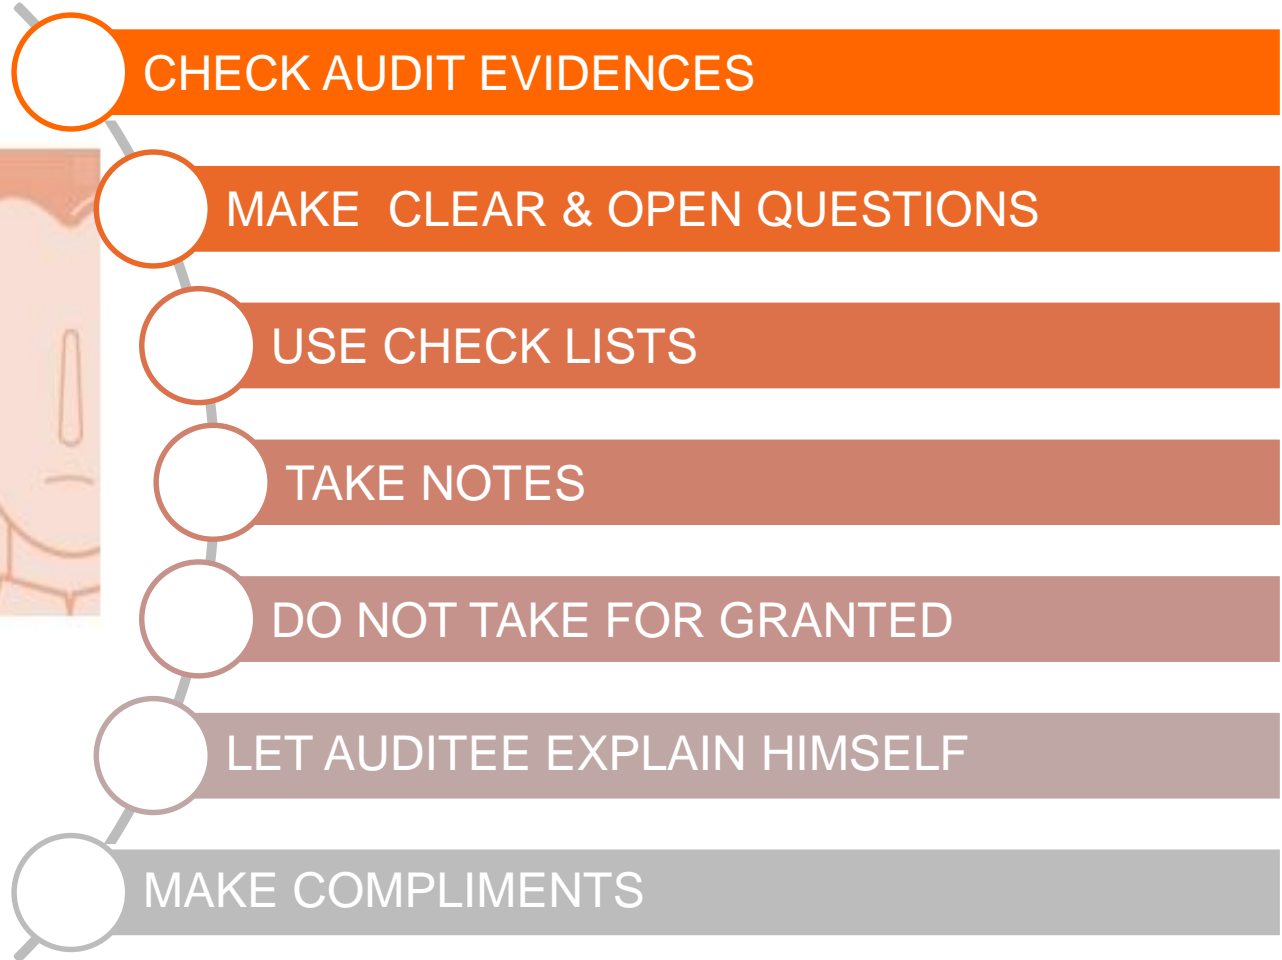 CHECK AUDIT EVIDENCES
MAKE  CLEAR & OPEN QUESTIONS
USE CHECK LISTS
TAKE NOTES
DO NOT TAKE FOR GRANTED
LET AUDITEE EXPLAIN HIMSELF
MAKE COMPLIMENTS